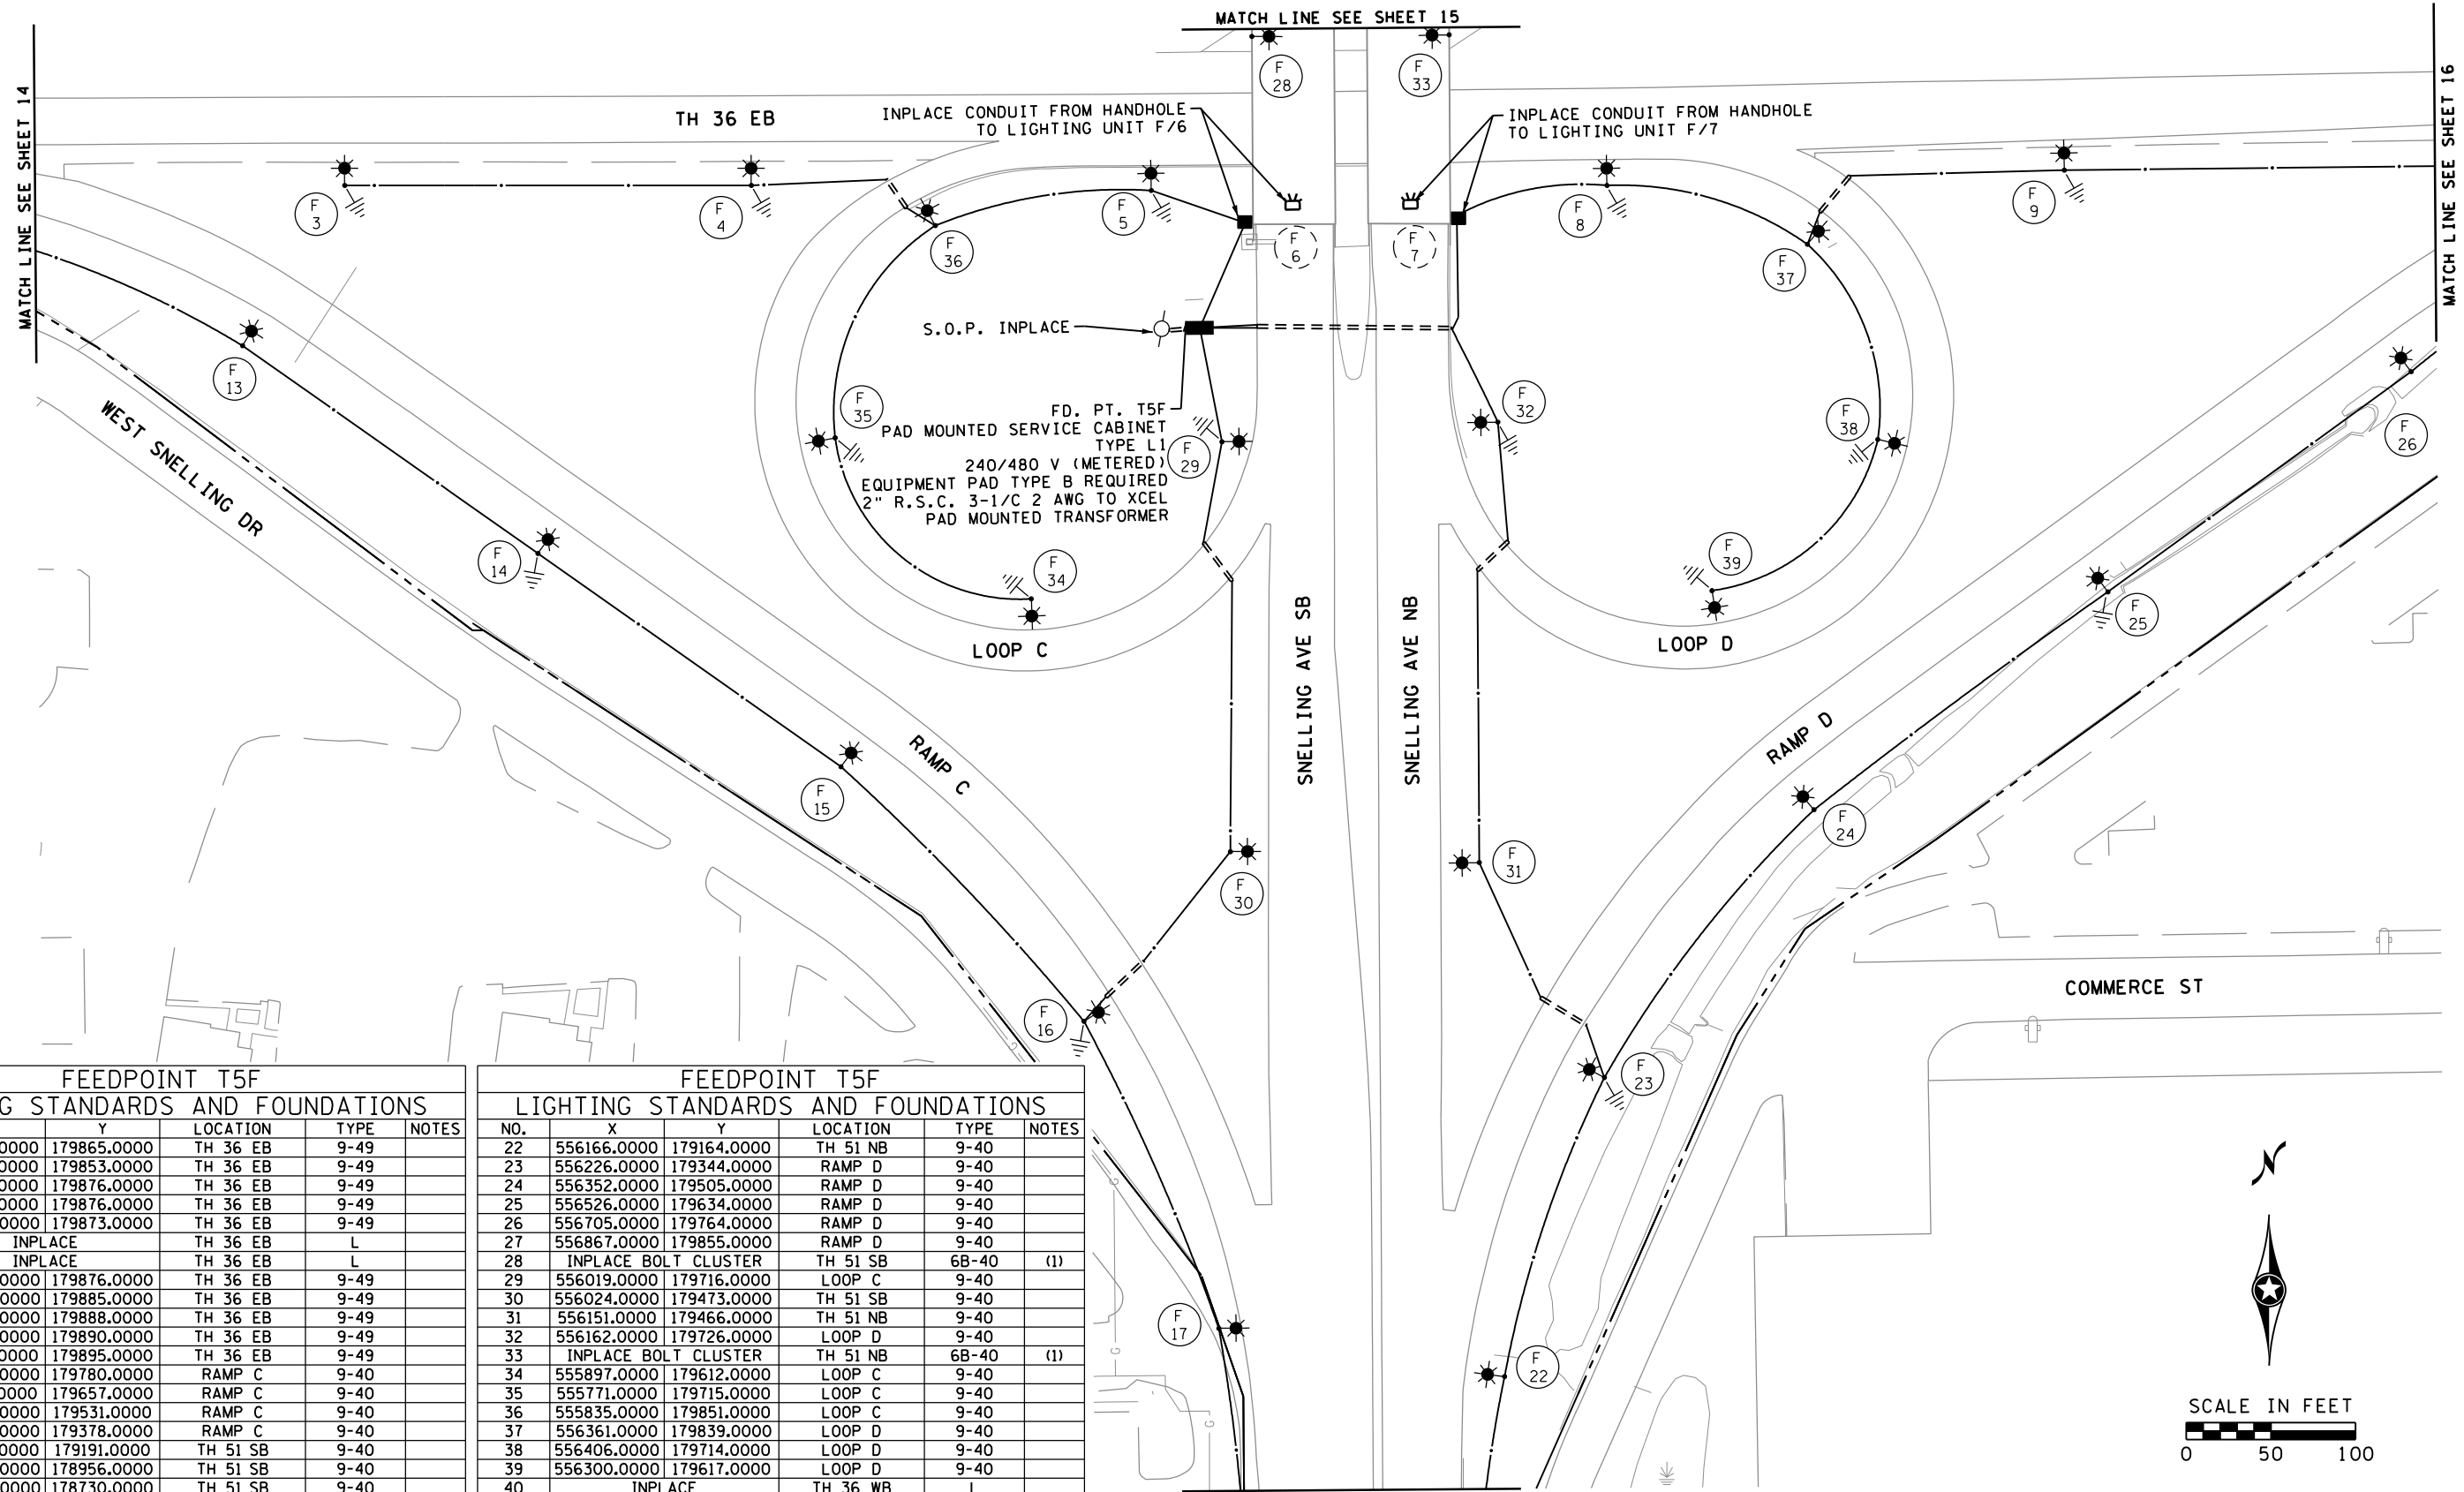 MATCH LINE SEE SHEET 15
MATCH LINE SEE SHEET 14
MATCH LINE SEE SHEET 16
F 28
F 33
TH 36 EB
INPLACE CONDUIT FROM HANDHOLE
TO LIGHTING UNIT F/6
INPLACE CONDUIT FROM HANDHOLE
TO LIGHTING UNIT F/7
F 3
F 4
F 5
F 36
F 6
F 7
F 8
F 37
F 9
S.O.P. INPLACE
F 13
F 35
F 32
F 38
F 26
WEST SNELLING DR
FD. PT. T5F
PAD MOUNTED SERVICE CABINET
TYPE L1
240/480 V (METERED)
EQUIPMENT PAD TYPE B REQUIRED
2" R.S.C. 3-1/C 2 AWG TO XCEL
PAD MOUNTED TRANSFORMER
F 29
F 14
F 34
F 39
F 25
LOOP C
LOOP D
SNELLING AVE SB
SNELLING AVE NB
RAMP C
RAMP D
F 15
F 24
F 30
F 31
COMMERCE ST
F 16
F 23
F 17
F 22
G
G
G
FEEDPOINT T5F
G STANDARDS AND FOUNDATIONS
Y LOCATION TYPE NOTES
0000 179865.0000 TH 36 EB 9-49
0000 179853.0000 TH 36 EB 9-49
0000 179876.0000 TH 36 EB 9-49
0000 179876.0000 TH 36 EB 9-49
0000 179873.0000 TH 36 EB 9-49
INPLACE TH 36 EB L
INPLACE TH 36 EB L
0000 179876.0000 TH 36 EB 9-49
0000 179885.0000 TH 36 EB 9-49
0000 179888.0000 TH 36 EB 9-49
0000 179890.0000 TH 36 EB 9-49
0000 179895.0000 TH 36 EB 9-49
0000 179780.0000 RAMP C 9-40
0000 179657.0000 RAMP C 9-40
0000 179531.0000 RAMP C 9-40
0000 179378.0000 RAMP C 9-40
0000 179191.0000 TH 51 SB 9-40
0000 178956.0000 TH 51 SB 9-40
0000 178730.0000 TH 51 SB 9-40
FEEDPOINT T5F
LIGHTING STANDARDS AND FOUNDATIONS
NO. X Y LOCATION TYPE NOTES
22 556166.0000 179164.0000 TH 51 NB 9-40
23 556226.0000 179344.0000 RAMP D 9-40
24 556352.0000 179505.0000 RAMP D 9-40
25 556526.0000 179634.0000 RAMP D 9-40
26 556705.0000 179764.0000 RAMP D 9-40
27 556867.0000 179855.0000 RAMP D 9-40
28 INPLACE BOLT CLUSTER TH 51 SB 6B-40 (1)
29 556019.0000 179716.0000 LOOP C 9-40
30 556024.0000 179473.0000 TH 51 SB 9-40
31 556151.0000 179466.0000 TH 51 NB 9-40
32 556162.0000 179726.0000 LOOP D 9-40
33 INPLACE BOLT CLUSTER TH 51 NB 6B-40 (1)
34 555897.0000 179612.0000 LOOP C 9-40
35 555771.0000 179715.0000 LOOP C 9-40
36 555835.0000 179851.0000 LOOP C 9-40
37 556361.0000 179839.0000 LOOP D 9-40
38 556406.0000 179714.0000 LOOP D 9-40
39 556300.0000 179617.0000 LOOP D 9-40
40 INPLACE TH 36 WB L
N
SCALE IN FEET
0 50 100